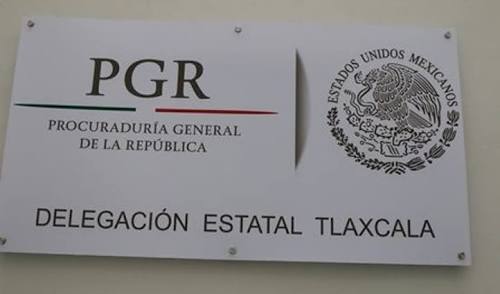 PGR
PROCURADURÍA GENERAL
DE LA REPÚBLICA
ESTADOS UNIDOS MEXICANOS
DELEGACIÓN ESTATAL TLAXCALA